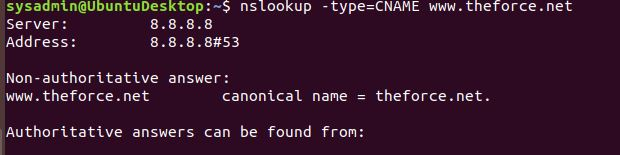 sysadmin@UbuntuDesktop:~$ nslookup -type=CNAME www.theforce.net
Server: 8.8.8.8
Address: 8.8.8.8#53
Non-authoritative answer:
www.theforce.net canonical name = theforce.net.
Authoritative answers can be found from: